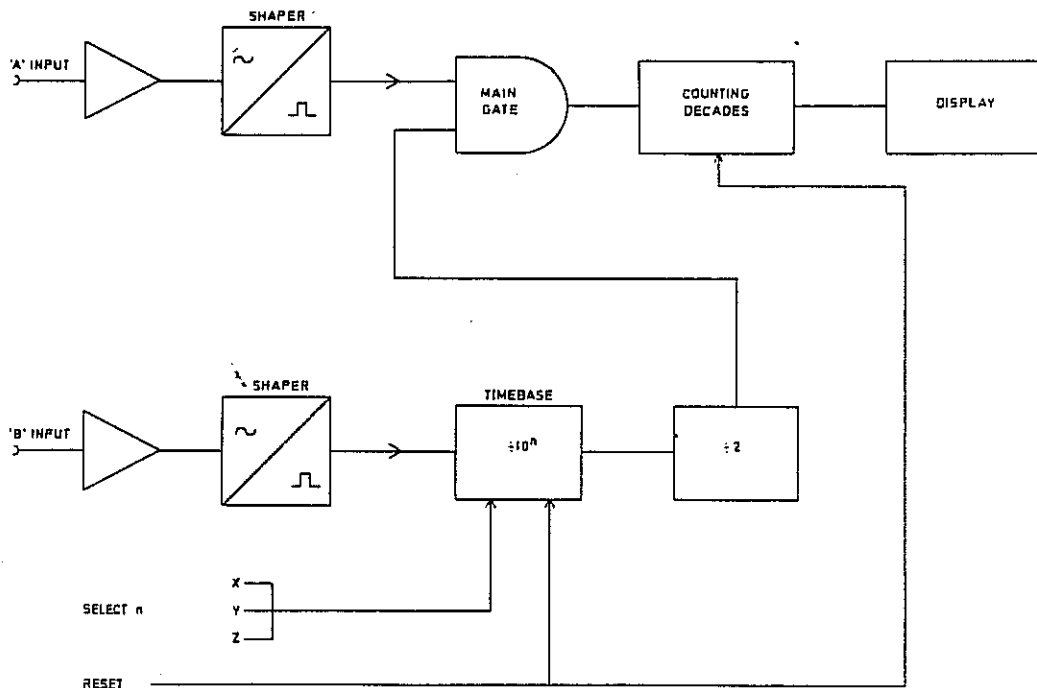 SHAPER
'A' INPUT
MAIN
GATE
COUNTING
DECADES
DISPLAY
SHAPER
TIMEBASE
'B' INPUT
÷10ⁿ
÷2
X
SELECT n
Y
Z
RESET